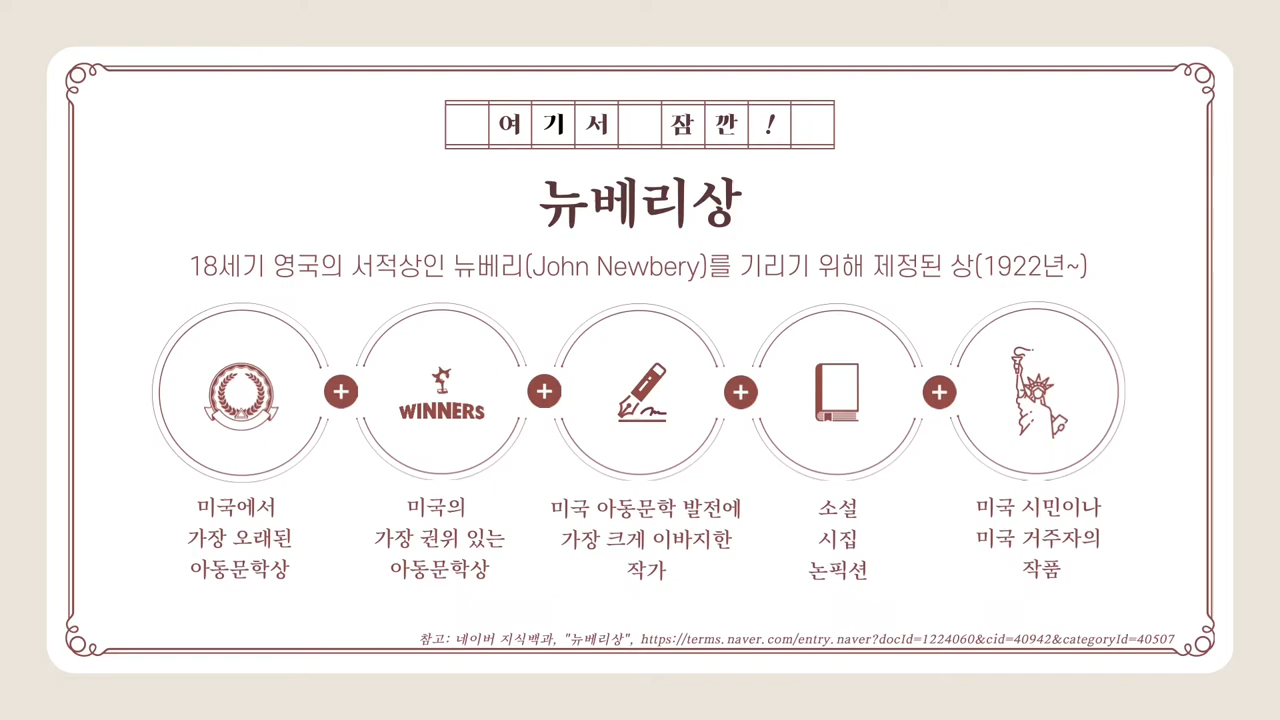 여기서 잠깐!
뉴베리상
18세기 영국의 서적상인 뉴베리(John Newbery)를 기리기 위해 제정된 상(1922년~)
WINNERS
미국에서
가장 오래된
아동문학상
미국의
가장 권위 있는
아동문학상
미국 아동문학 발전에
가장 크게 이바지한
작가
소설
시집
논픽션
미국 시민이나
미국 거주자의
작품
참고: 네이버 지식백과, "뉴베리상", https://terms.naver.com/entry.naver?docId=1224060&cid=40942&categoryId=40507